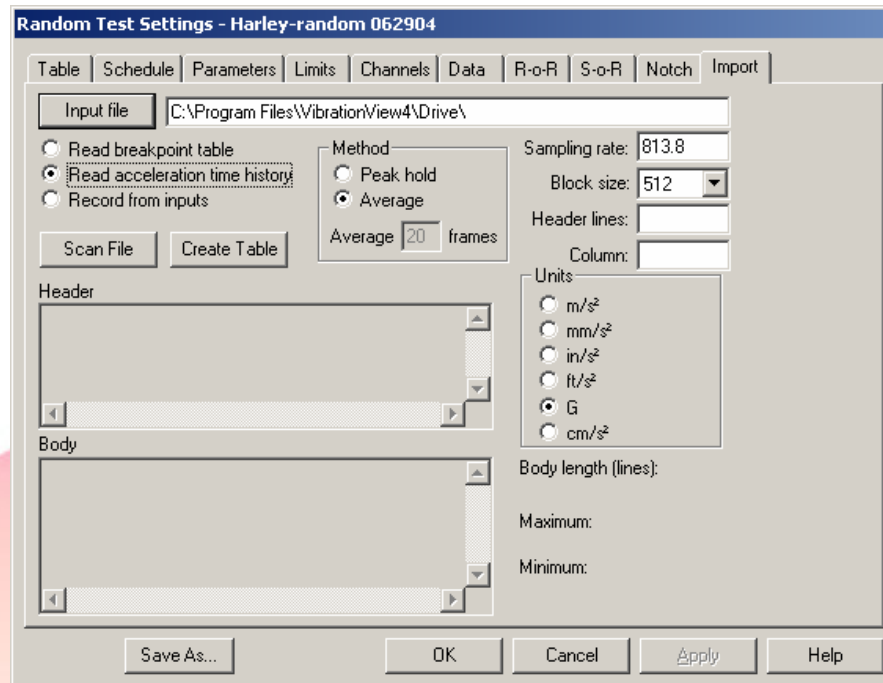 Random Test Settings - Harley-random 062904
Table Schedule Parameters Limits Channels Data R-o-R S-o-R Notch Import
Input file C:\Program Files\VibrationView4\Drive\
Read breakpoint table
Read acceleration time history
Record from inputs
Scan File Create Table
Method
Peak hold
Average
Average 20 frames
Sampling rate: 813.8
Block size: 512
Header lines:
Column:
Units
m/s²
mm/s²
in/s²
ft/s²
G
cm/s²
Header
Body
Body length (lines):
Maximum:
Minimum:
Save As... OK Cancel Apply Help